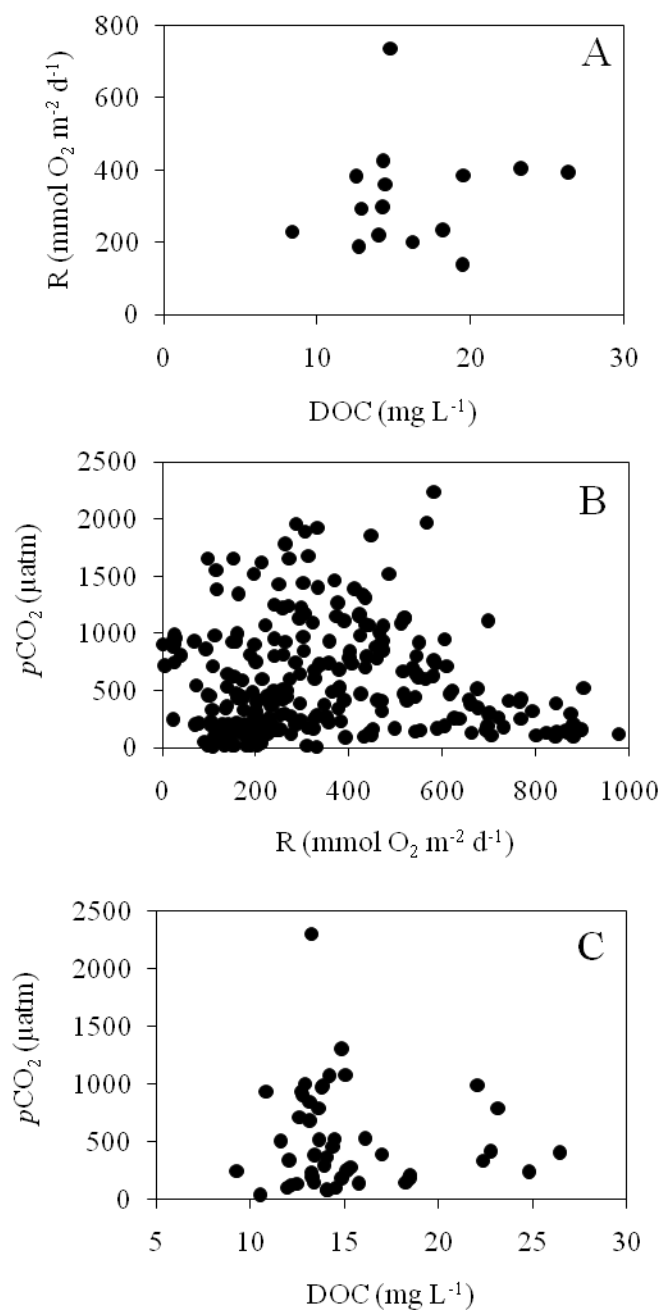 A
800
600
400
200
0
R (mmol O₂ m⁻² d⁻¹)
0 10 20 30
DOC (mg L⁻¹)
B
2500
2000
1500
1000
500
0
pCO₂ (µatm)
0 200 400 600 800 1000
R (mmol O₂ m⁻² d⁻¹)
C
2500
2000
1500
1000
500
0
pCO₂ (µatm)
5 10 15 20 25 30
DOC (mg L⁻¹)